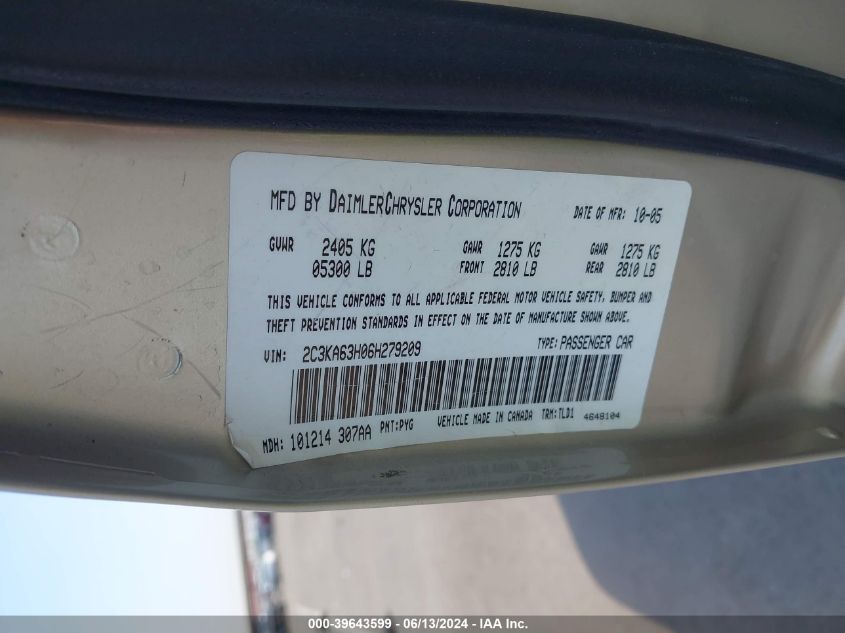 MFD BY DAIMLERCHRYSLER CORPORATION DATE OF MFR: 10-05
GVWR 2405 KG GAWR 1275 KG GAWR 1275 KG
05300 LB FRONT 2810 LB REAR 2810 LB
THIS VEHICLE CONFORMS TO ALL APPLICABLE FEDERAL MOTOR VEHICLE SAFETY, BUMPER AND
THEFT PREVENTION STANDARDS IN EFFECT ON THE DATE OF MANUFACTURE SHOWN ABOVE.
VIN: 2C3KA63H06H279209 TYPE: PASSENGER CAR
MDH: 101214 307AA PNT:PYG VEHICLE MADE IN CANADA TRM:TLD1 4648104
000-39643599 - 06/13/2024 - IAA Inc.